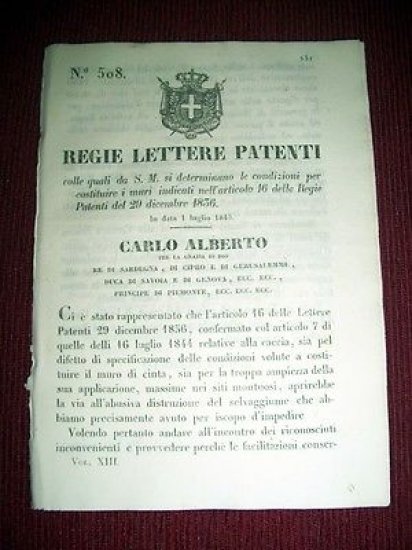 N.º 508.
REGIE LETTERE PATENTI
colle quali da S. M. si determinano le condizioni per
costituire i muri indicati nell'articolo 16 delle Regie
Patenti del 29 dicembre 1836.
In data 1 luglio
CARLO ALBERTO
PER LA GRAZIA DI DIO
RE DI SARDEGNA, DI CIPRO E DI GERUSALEMME,
DUCA DI SAVOIA E DI GENOVA, ECC. ECC.,
PRINCIPE DI PIEMONTE, ECC. ECC. ECC.
Ci è stato rappresentato che l'articolo 16 delle Lettere
Patenti 29 dicembre 1836, confermato col articolo 7 di
quelle delli 16 luglio 1844 relative alla caccia, sia pel
difetto di specificazione delle condizioni volute a costi-
tuire il muro di cinta, sia per la troppa ampiezza della
sua applicazione, massime nei siti montuosi, aprirebbe
la via all'abusiva distruzione del selvaggiume che ab-
biamo precisamente avuto per iscopo d'impedire
Volendo pertanto andare all'incontro dei riconosciuti
inconvenienti e provvedere perchè le facilitazioni conser-
Vol. XIII.